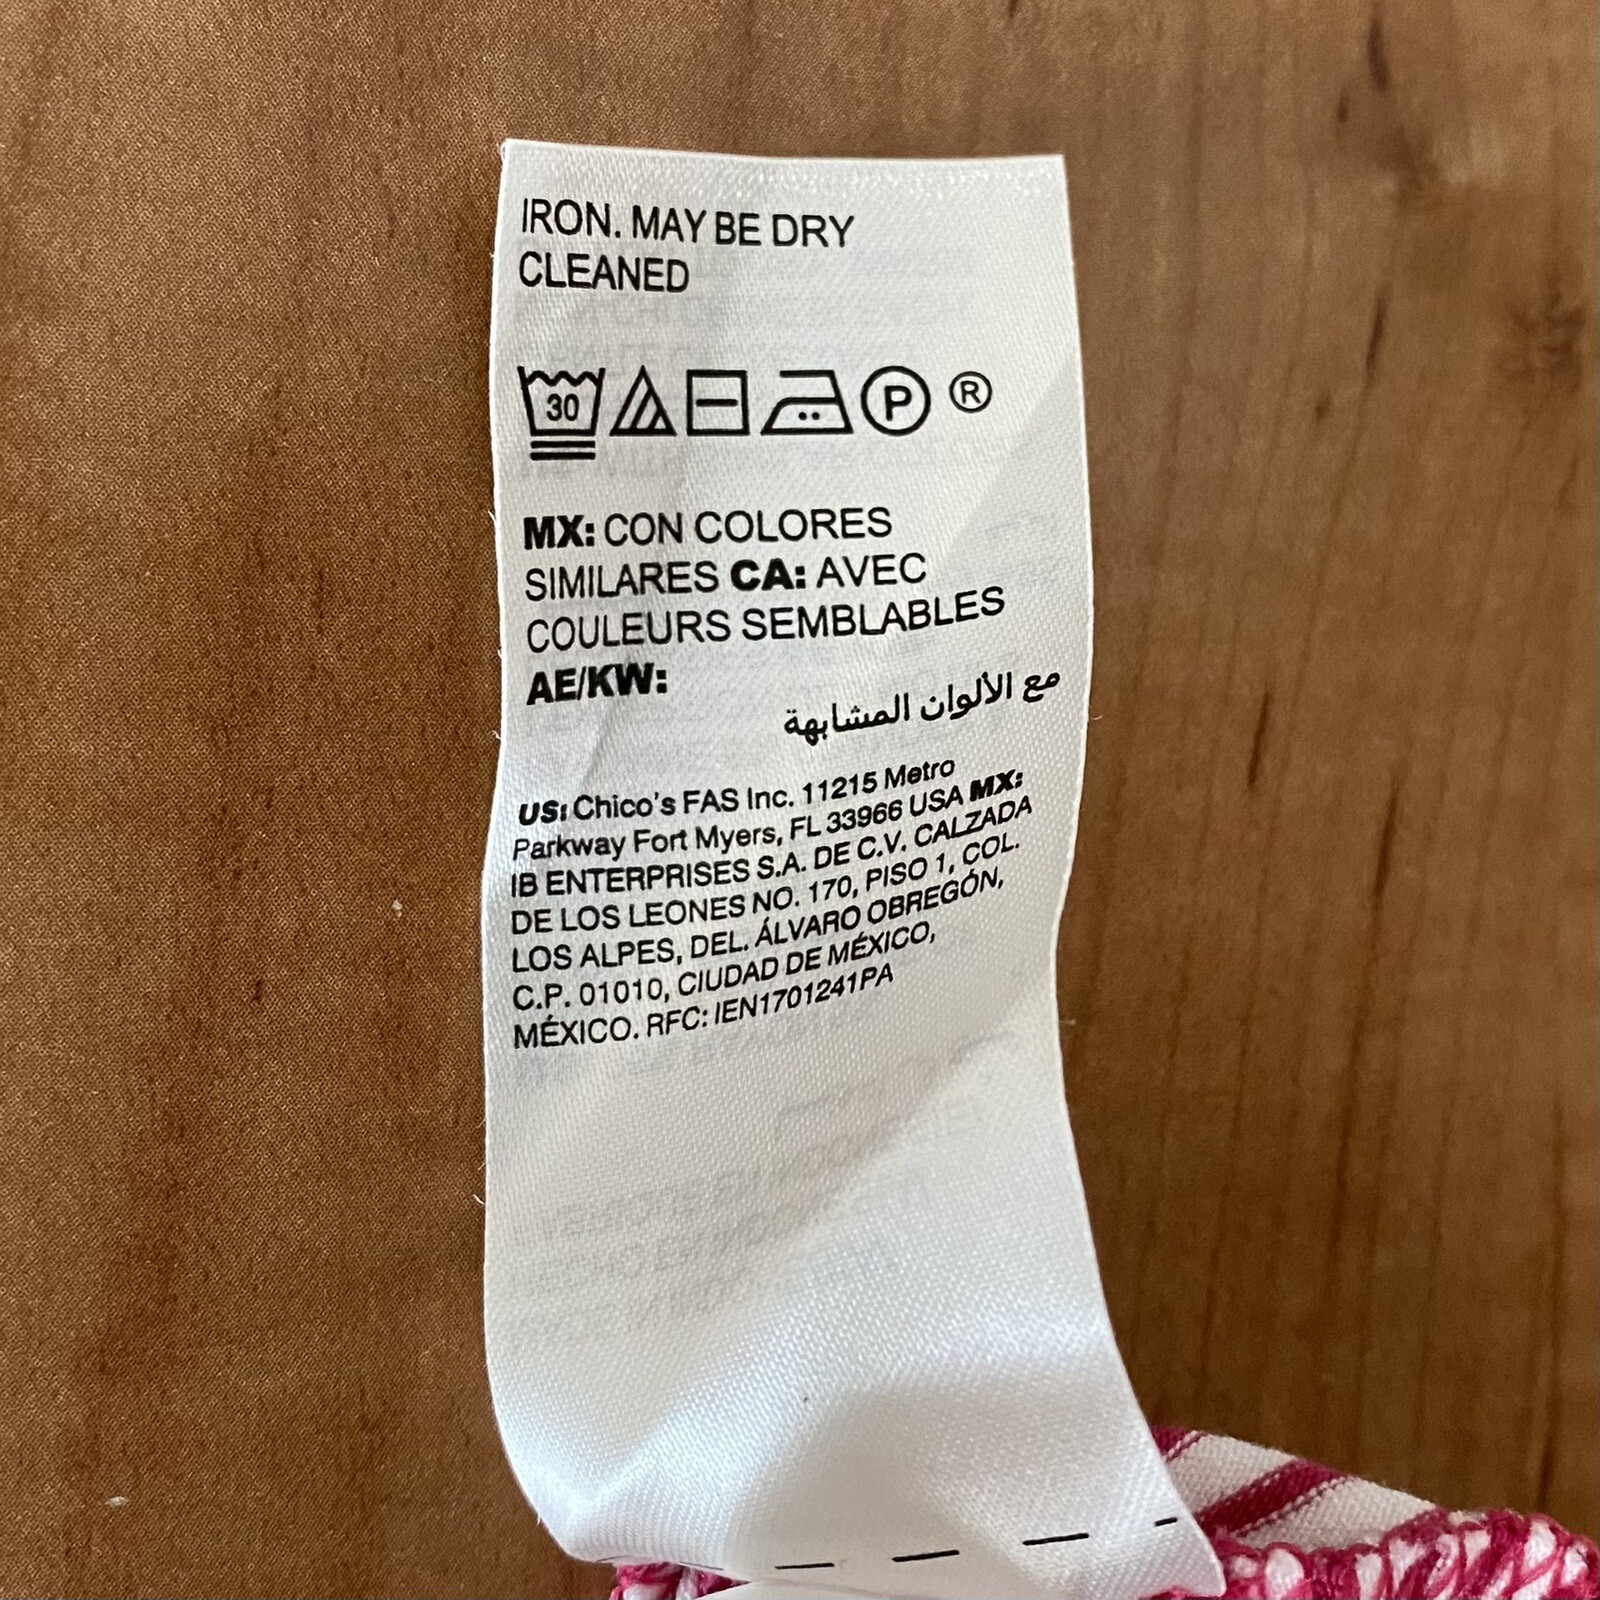 IRON. MAY BE DRY
CLEANED
30 P ®
MX: CON COLORES
SIMILARES CA: AVEC
COULEURS SEMBLABLES
AE/KW:
مع الألوان المشابهة
US: Chico's FAS Inc. 11215 Metro
Parkway Fort Myers, FL 33966 USA MX:
IB ENTERPRISES S.A. DE C.V. CALZADA
DE LOS LEONES NO. 170, PISO 1, COL.
LOS ALPES, DEL. ÁLVARO OBREGÓN,
C.P. 01010, CIUDAD DE MÉXICO,
MÉXICO. RFC: IEN1701241PA